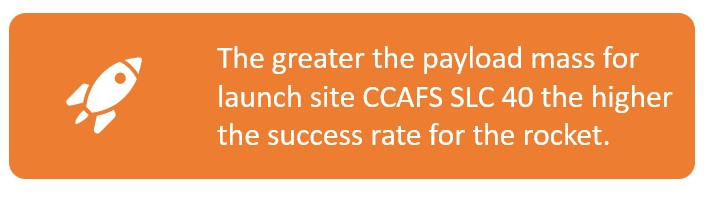 The greater the payload mass for
launch site CCAFS SLC 40 the higher
the success rate for the rocket.